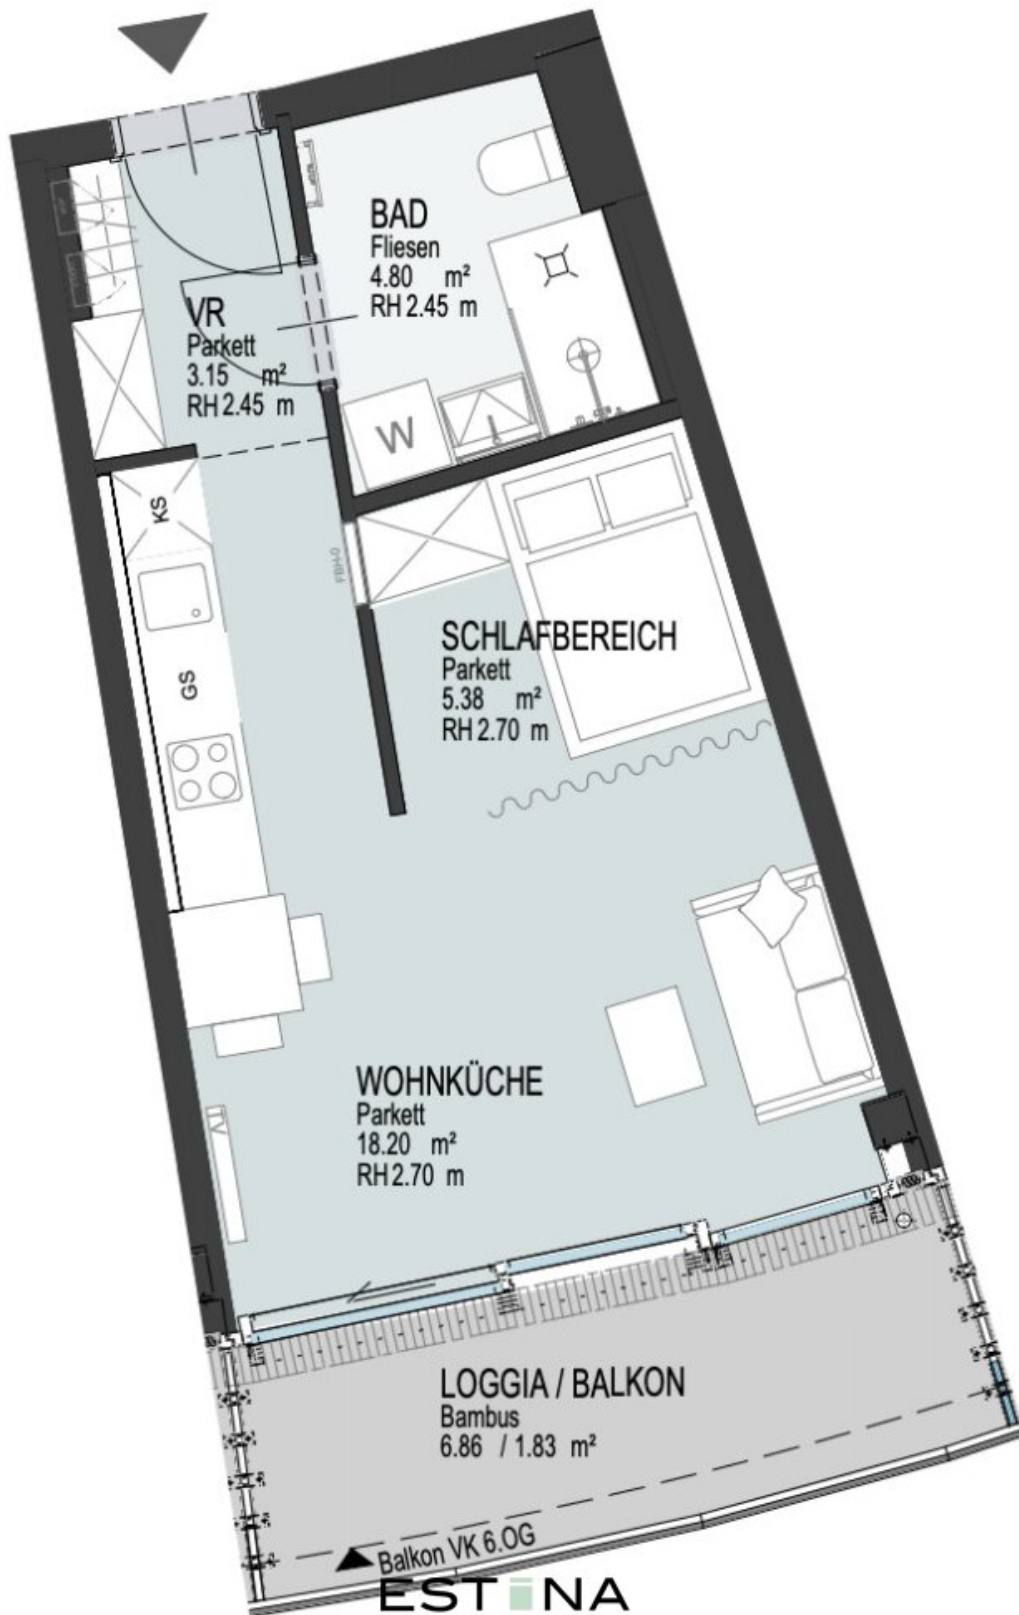 BAD
Fliesen
4.80 m²
RH 2.45 m
VR
Parkett
3.15 m²
RH 2.45 m
W
KS
FBH-0
GS
SCHLAFBEREICH
Parkett
5.38 m²
RH 2.70 m
WOHNKÜCHE
Parkett
18.20 m²
RH 2.70 m
LOGGIA / BALKON
Bambus
6.86 / 1.83 m²
Balkon VK 6.OG
ESTINA